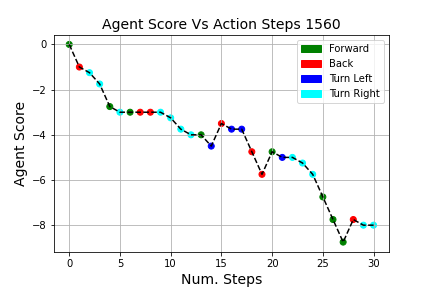 Agent Score Vs Action Steps 1560
Forward
Back
Turn Left
Turn Right
Agent Score
0
−2
−4
−6
−8
0 5 10 15 20 25 30
Num. Steps